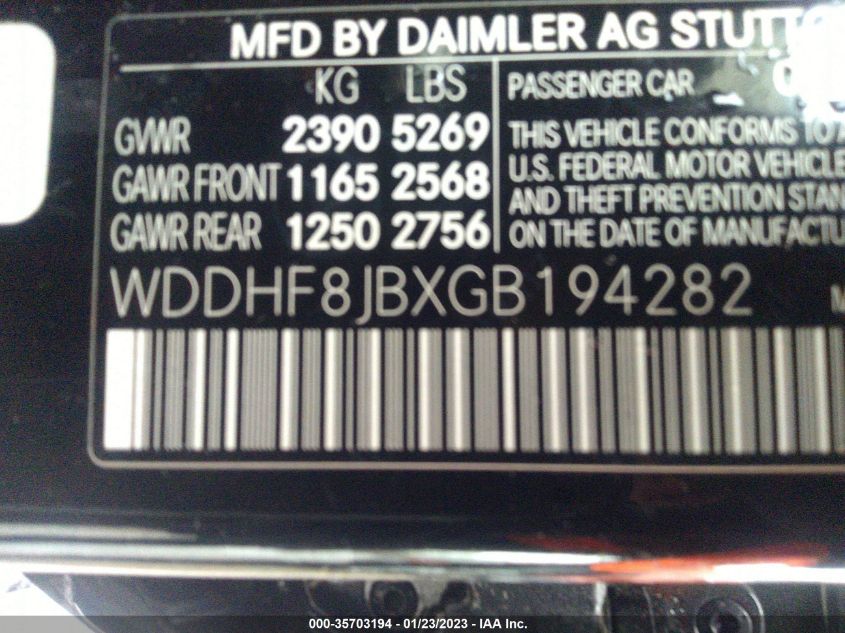 MFD BY DAIMLER AG
KG LBS
GVWR 2390 5269
GAWR FRONT 1165 2568
GAWR REAR 1250 2756
PASSENGER CAR
THIS VEHICLE CONFORMS TO
U.S. FEDERAL MOTOR VEHICLE
AND THEFT PREVENTION
ON THE DATE OF
WDDHF8JBXGB194282
000-35703194 - 01/23/2023 - IAA Inc.